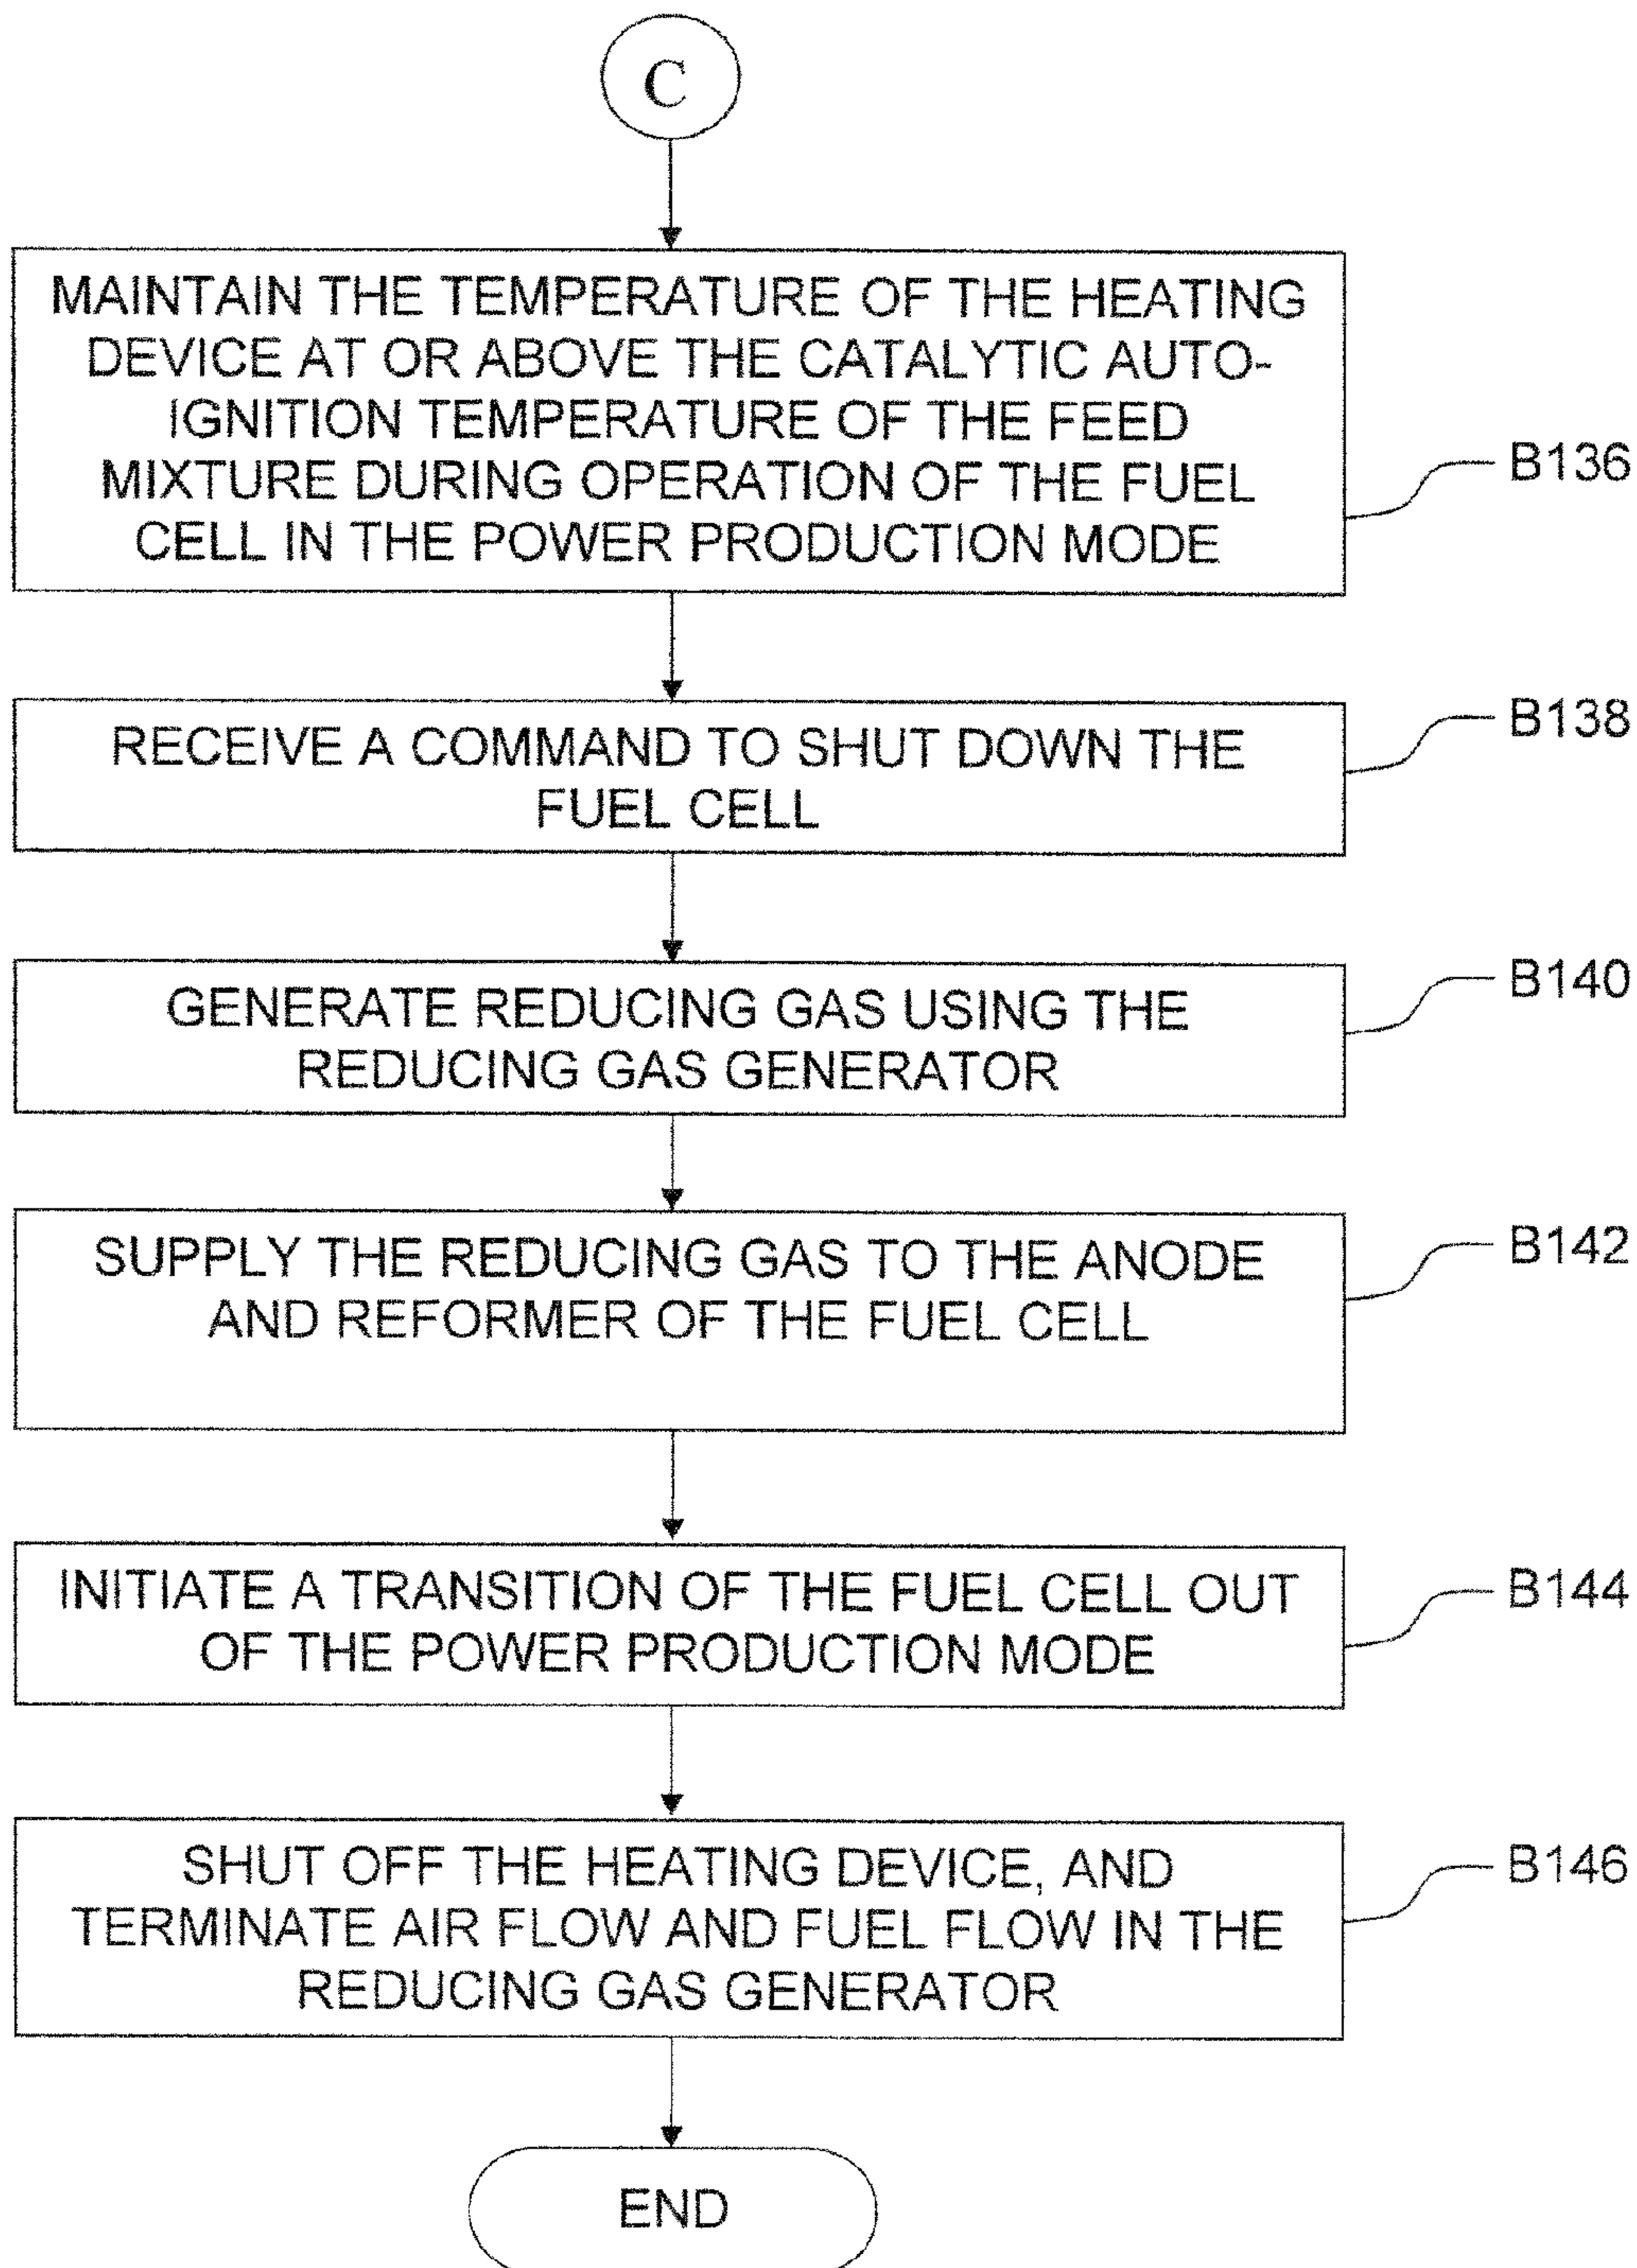 C
MAINTAIN THE TEMPERATURE OF THE HEATING
DEVICE AT OR ABOVE THE CATALYTIC AUTO-
IGNITION TEMPERATURE OF THE FEED
MIXTURE DURING OPERATION OF THE FUEL
CELL IN THE POWER PRODUCTION MODE
B136
RECEIVE A COMMAND TO SHUT DOWN THE
FUEL CELL
B138
GENERATE REDUCING GAS USING THE
REDUCING GAS GENERATOR
B140
SUPPLY THE REDUCING GAS TO THE ANODE
AND REFORMER OF THE FUEL CELL
B142
INITIATE A TRANSITION OF THE FUEL CELL OUT
OF THE POWER PRODUCTION MODE
B144
SHUT OFF THE HEATING DEVICE, AND
TERMINATE AIR FLOW AND FUEL FLOW IN THE
REDUCING GAS GENERATOR
B146
END